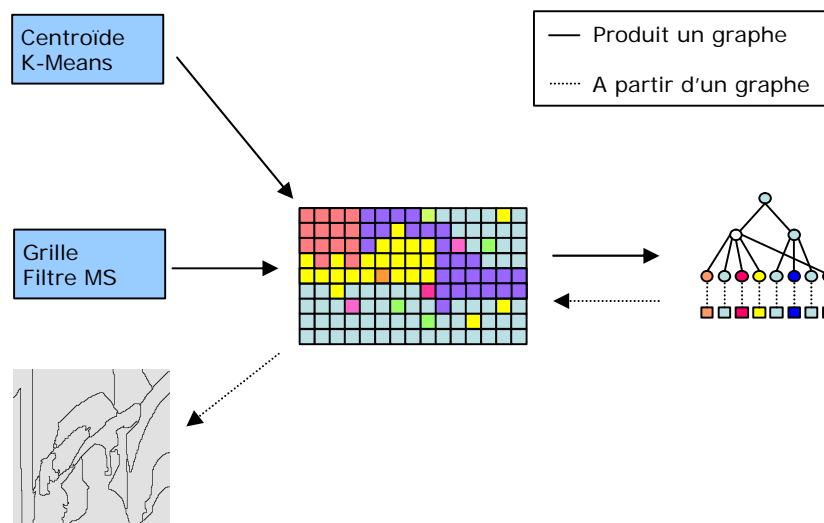 Centroïde
K-Means
Produit un graphe
A partir d'un graphe
Grille
Filtre MS